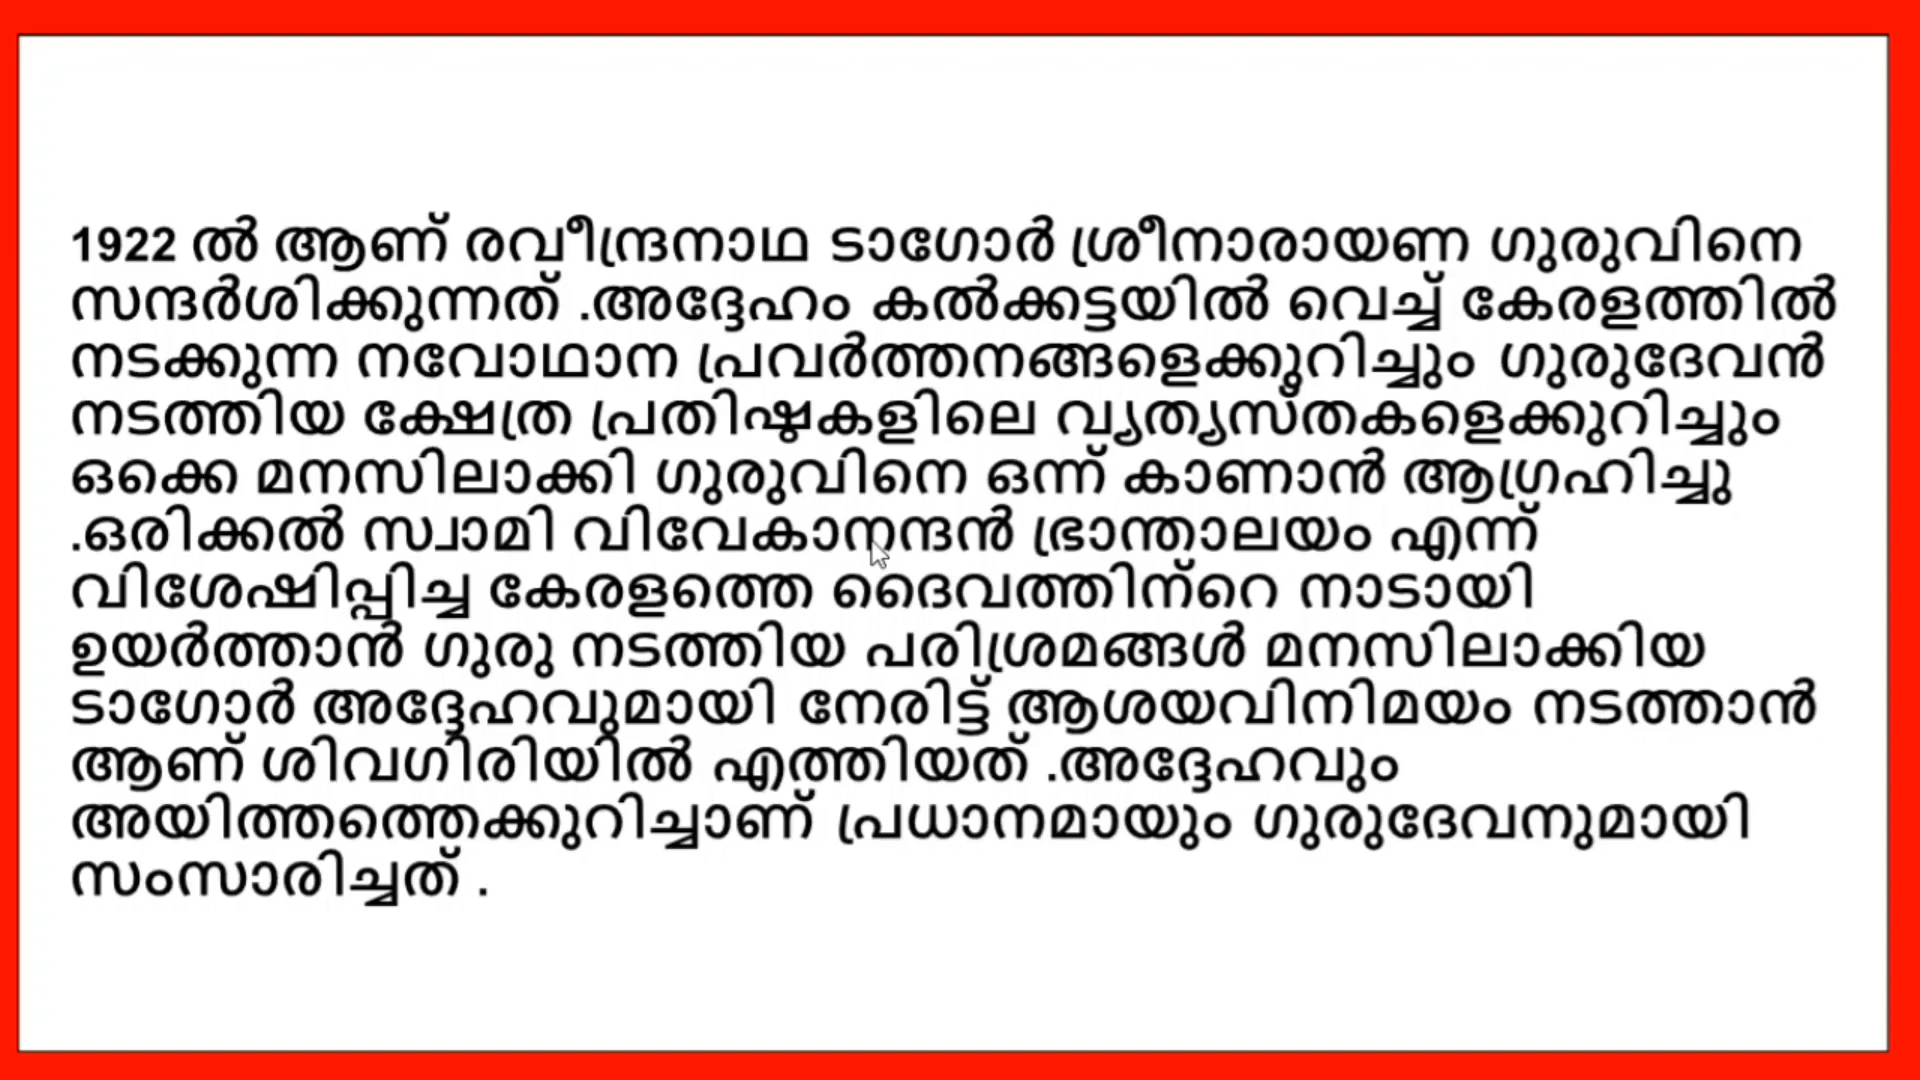 1922 ൽ ആണ് രവീന്ദ്രനാഥ ടാഗോർ ശ്രീനാരായണ ഗുരുവിനെ
സന്ദർശിക്കുന്നത് .അദ്ദേഹം കൽക്കട്ടയിൽ വെച്ച് കേരളത്തിൽ
നടക്കുന്ന നവോഥാന പ്രവർത്തനങ്ങളെക്കുറിച്ചും ഗുരുദേവൻ
നടത്തിയ ക്ഷേത്ര പ്രതിഷ്ഠകളിലെ വ്യത്യസ്തകളെക്കുറിച്ചും
ഒക്കെ മനസിലാക്കി ഗുരുവിനെ ഒന്ന് കാണാൻ ആഗ്രഹിച്ചു
.ഒരിക്കൽ സ്വാമി വിവേകാനന്ദൻ ഭ്രാന്താലയം എന്ന്
വിശേഷിപ്പിച്ച കേരളത്തെ ദൈവത്തിന്റെ നാടായി
ഉയർത്താൻ ഗുരു നടത്തിയ പരിശ്രമങ്ങൾ മനസിലാക്കിയ
ടാഗോർ അദ്ദേഹവുമായി നേരിട്ട് ആശയവിനിമയം നടത്താൻ
ആണ് ശിവഗിരിയിൽ എത്തിയത് .അദ്ദേഹവും
അയിത്തത്തെക്കുറിച്ചാണ് പ്രധാനമായും ഗുരുദേവനുമായി
സംസാരിച്ചത് .